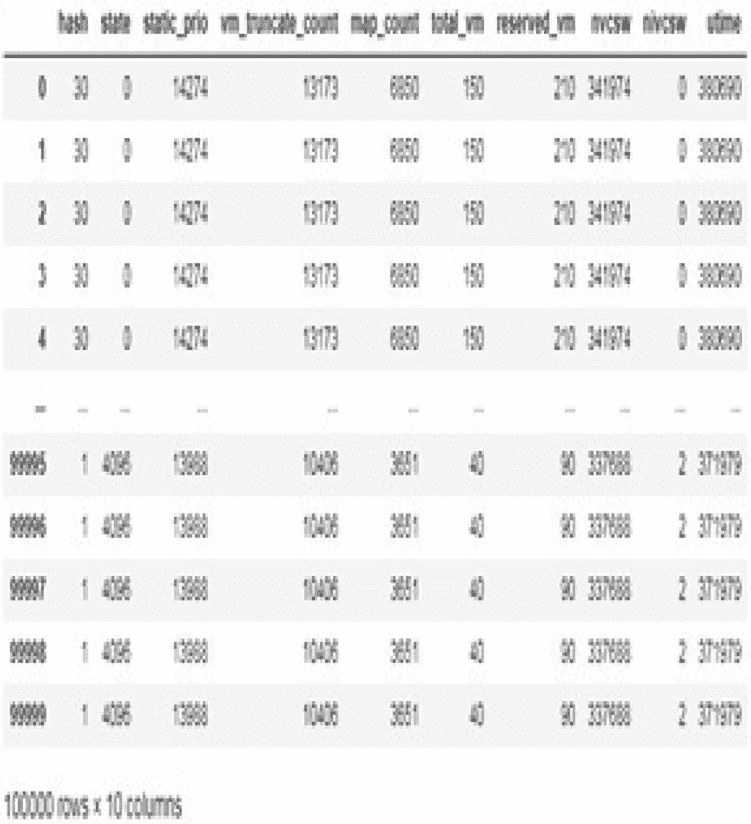 hash state static_prio vm_truncate_count map_count total_vm reserved_vm nvcsw nivcsw utime
0 30 0 14274 13173 6850 150 210 341974 0 380690
1 30 0 14274 13173 6850 150 210 341974 0 380690
2 30 0 14274 13173 6850 150 210 341974 0 380690
3 30 0 14274 13173 6850 150 210 341974 0 380690
4 30 0 14274 13173 6850 150 210 341974 0 380690
... ... ... ... ... ... ... ... ... ... ...
99995 1 4096 13988 10406 3651 40 90 337688 2 371979
99996 1 4096 13988 10406 3651 40 90 337688 2 371979
99997 1 4096 13988 10406 3651 40 90 337688 2 371979
99998 1 4096 13988 10406 3651 40 90 337688 2 371979
99999 1 4096 13988 10406 3651 40 90 337688 2 371979
100000 rows × 10 columns